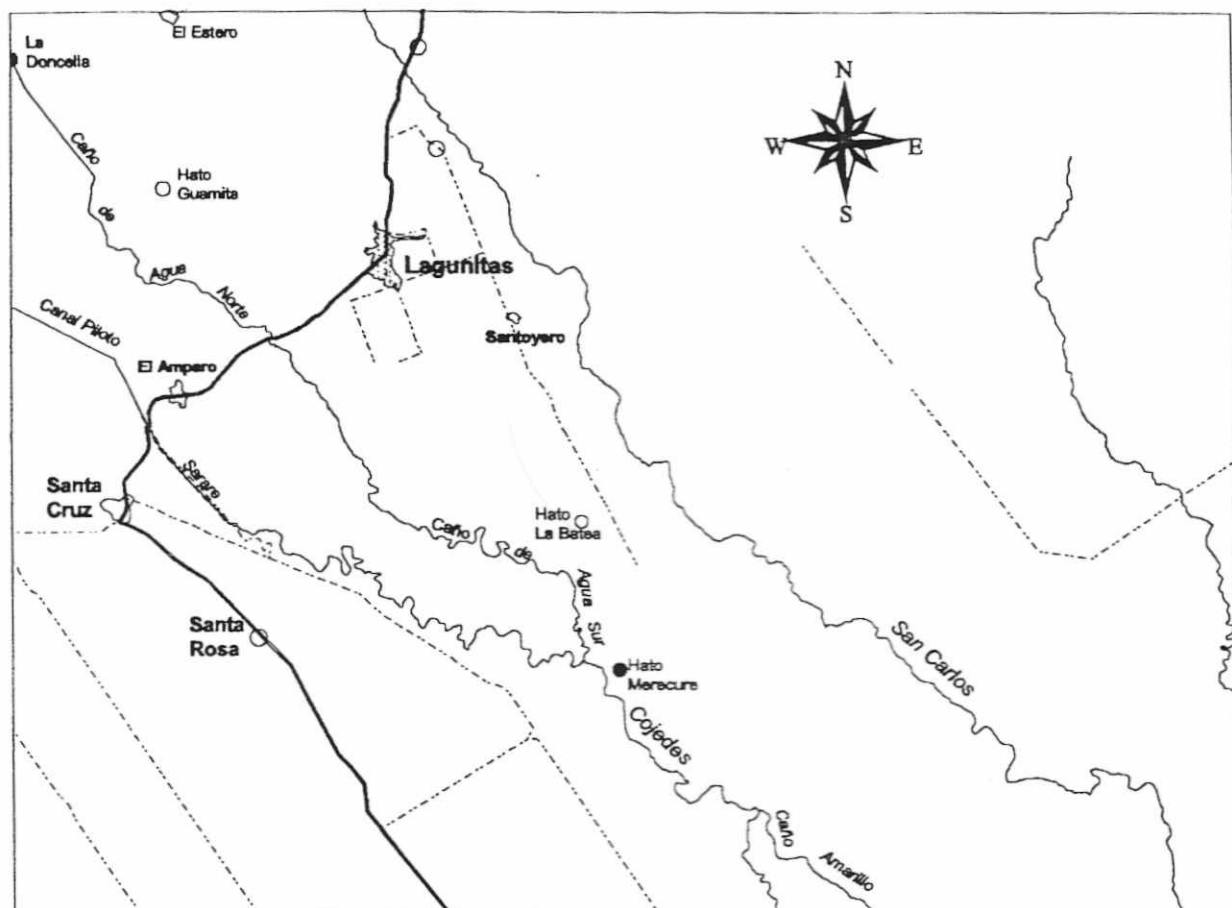 El Estero
La
Doncella
N
W
E
S
Caño
de
Agua
Norte
Hato
Guamita
Lagunitas
Canal Piloto
Santoyero
El Amparo
Sarare
Santa
Cruz
Hato
La Batea
Caño
de
Agua
Sur
Santa
Rosa
San Carlos
Hato
Merecure
Cojedes
Caño
Amarillo